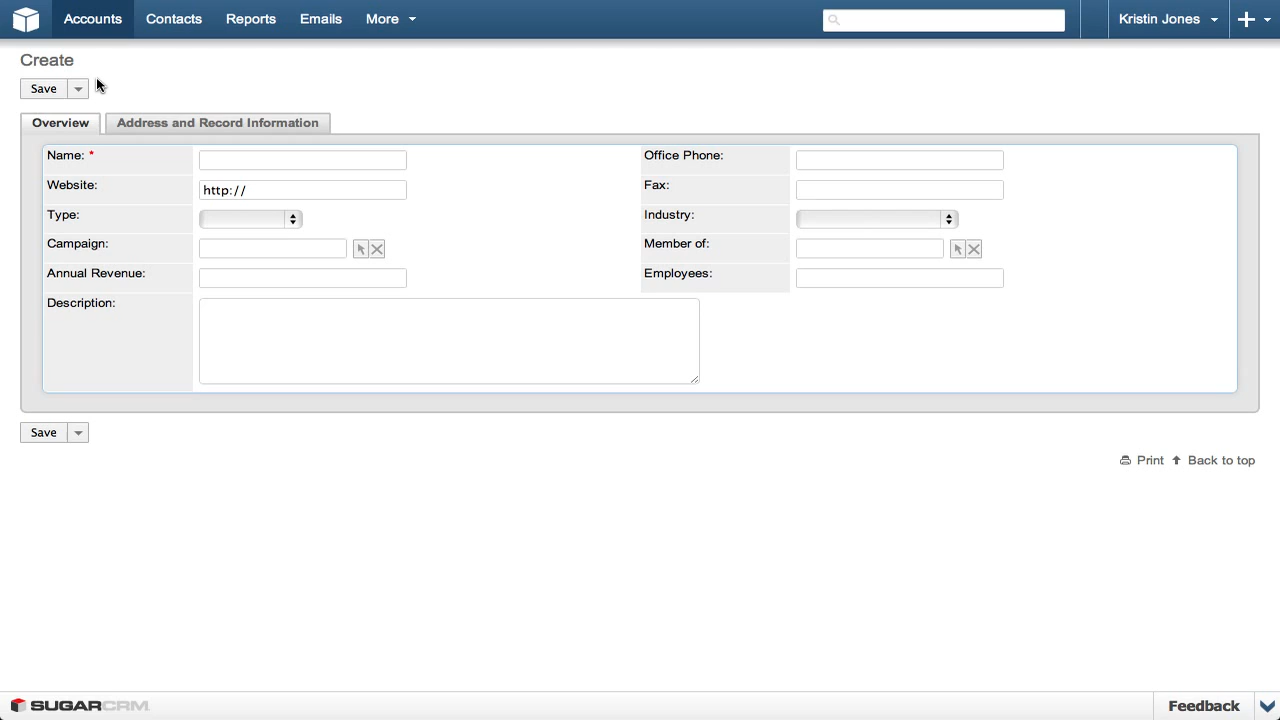 Accounts Contacts Reports Emails More Kristin Jones
Create
Save
Overview Address and Record Information
Name: * Office Phone:
Website: http:// Fax:
Type: Industry:
Campaign: Member of:
Annual Revenue: Employees:
Description:
Save
Print Back to top
SUGARCRM Feedback